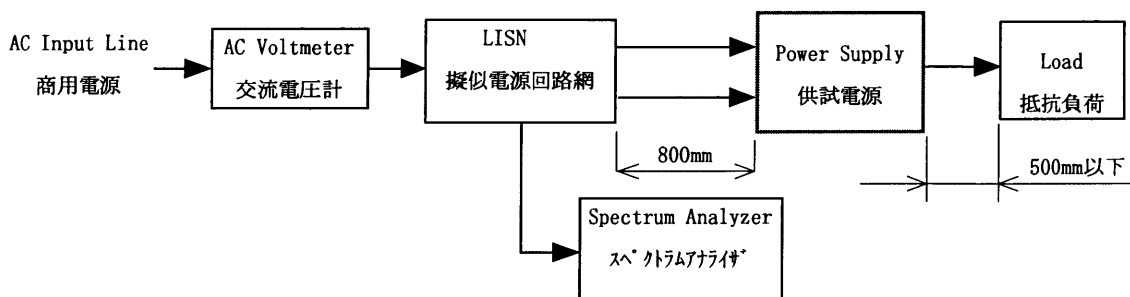 AC Input Line
商用電源
AC Voltmeter
交流電圧計
LISN
擬似電源回路網
Power Supply
供試電源
Load
抵抗負荷
800mm
500mm以下
Spectrum Analyzer
ｽﾍﾟｸﾄﾗﾑｱﾅﾗｲｻﾞ